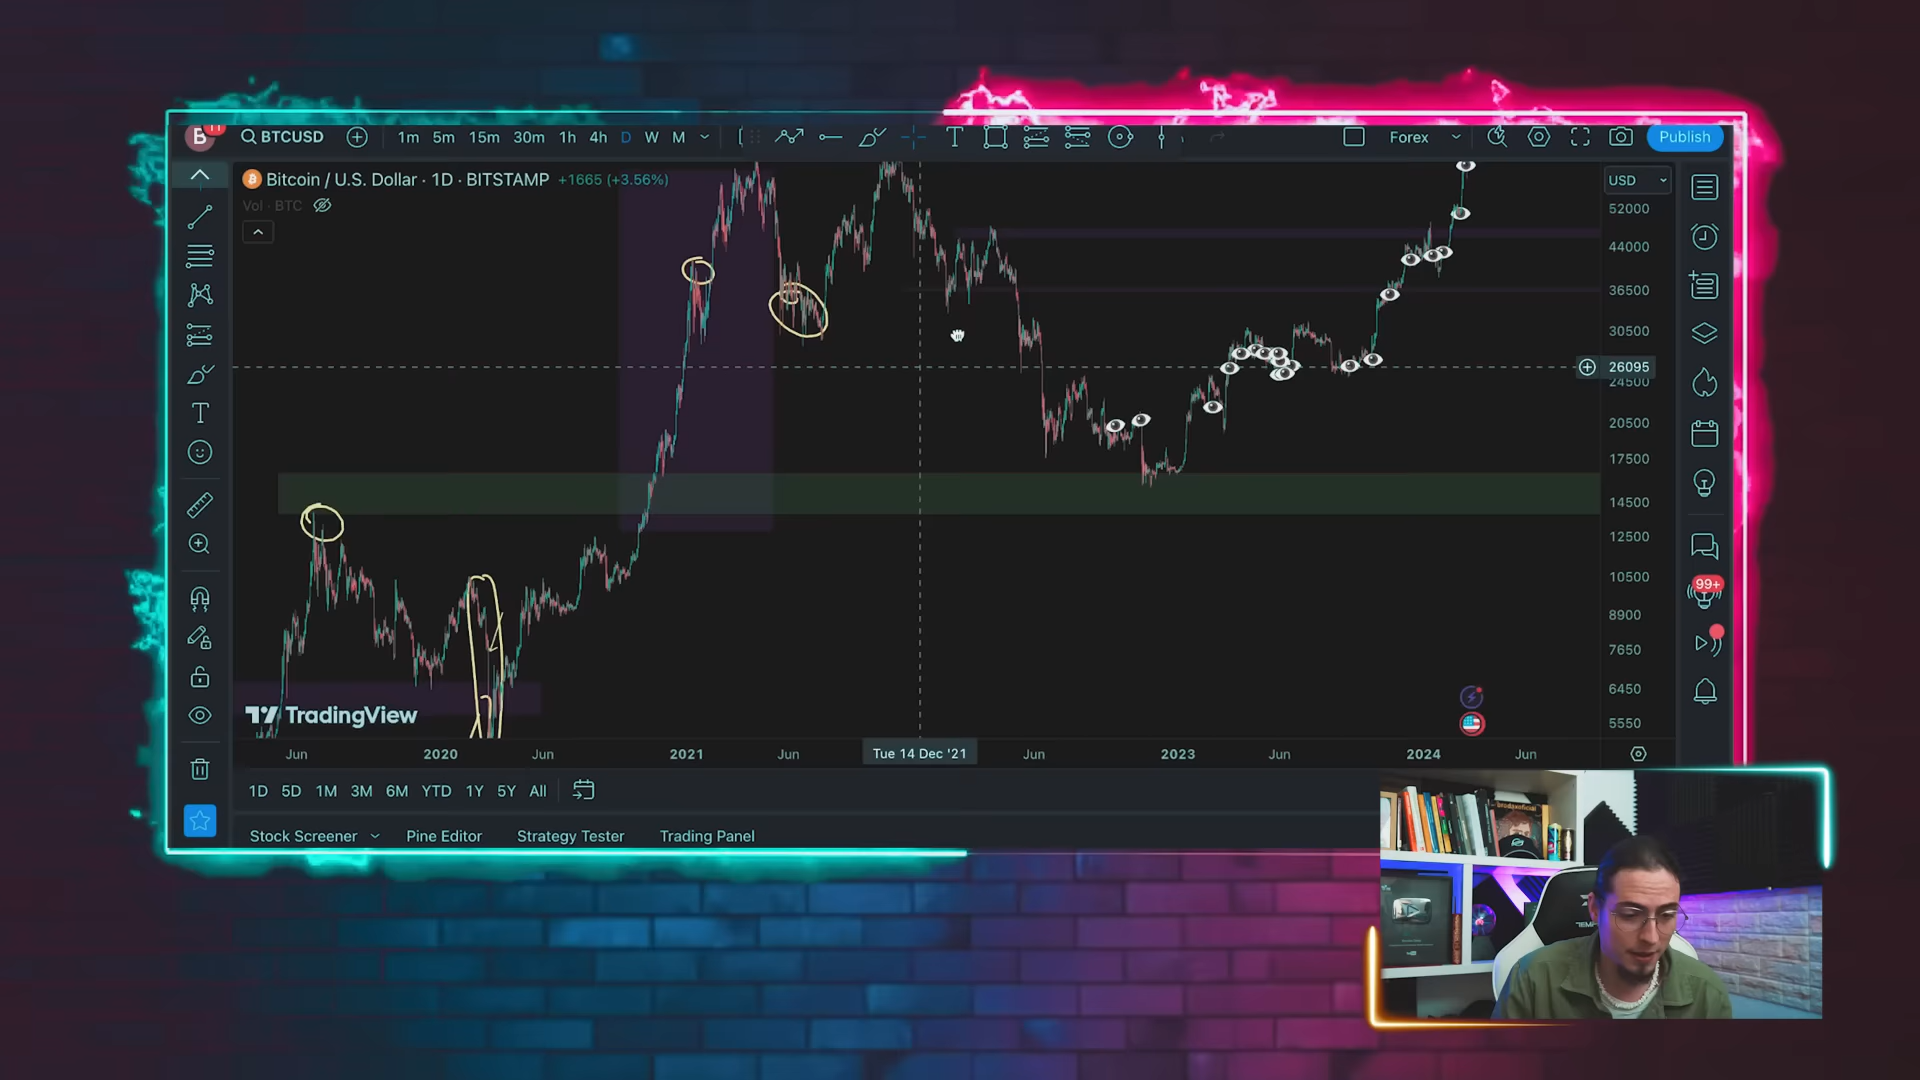 B 11 BTCUSD 1m 5m 15m 30m 1h 4h D W M T Forex Publish
Bitcoin / U.S. Dollar · 1D · BITSTAMP +1665 (+3.56%)
Vol · BTC
USD
52000
44000
36500
30500
26095
24500
20500
17500
14500
12500
10500
8900
7650
6450
5550
99+
TradingView
Jun 2020 Jun 2021 Jun Tue 14 Dec '21 Jun 2023 Jun 2024 Jun
1D 5D 1M 3M 6M YTD 1Y 5Y All
Stock Screener Pine Editor Strategy Tester Trading Panel